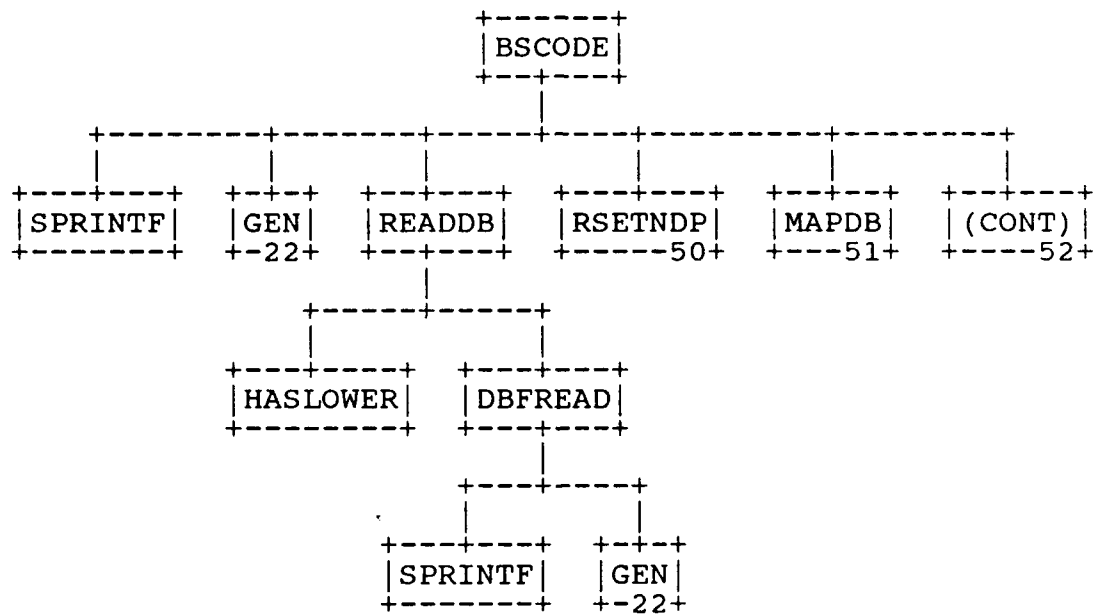 BSCODE
SPRINTF GEN READDB RSETNDP MAPDB (CONT)
22 50 51 52
HASLOWER DBFREAD
SPRINTF GEN
22